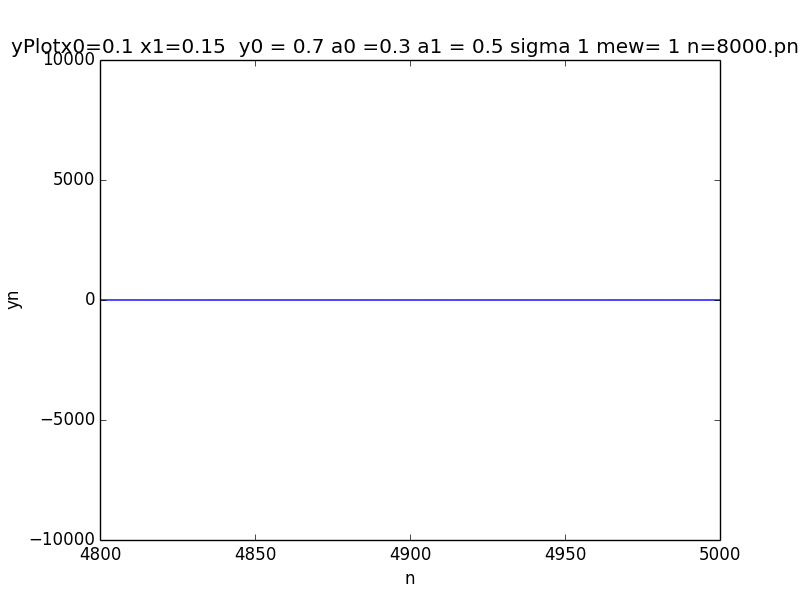 yPlotx0=0.1 x1=0.15  y0 = 0.7 a0 =0.3 a1 = 0.5 sigma 1 mew= 1 n=8000.pn
10000
5000
0
−5000
−10000
yn
4800 4850 4900 4950 5000
n